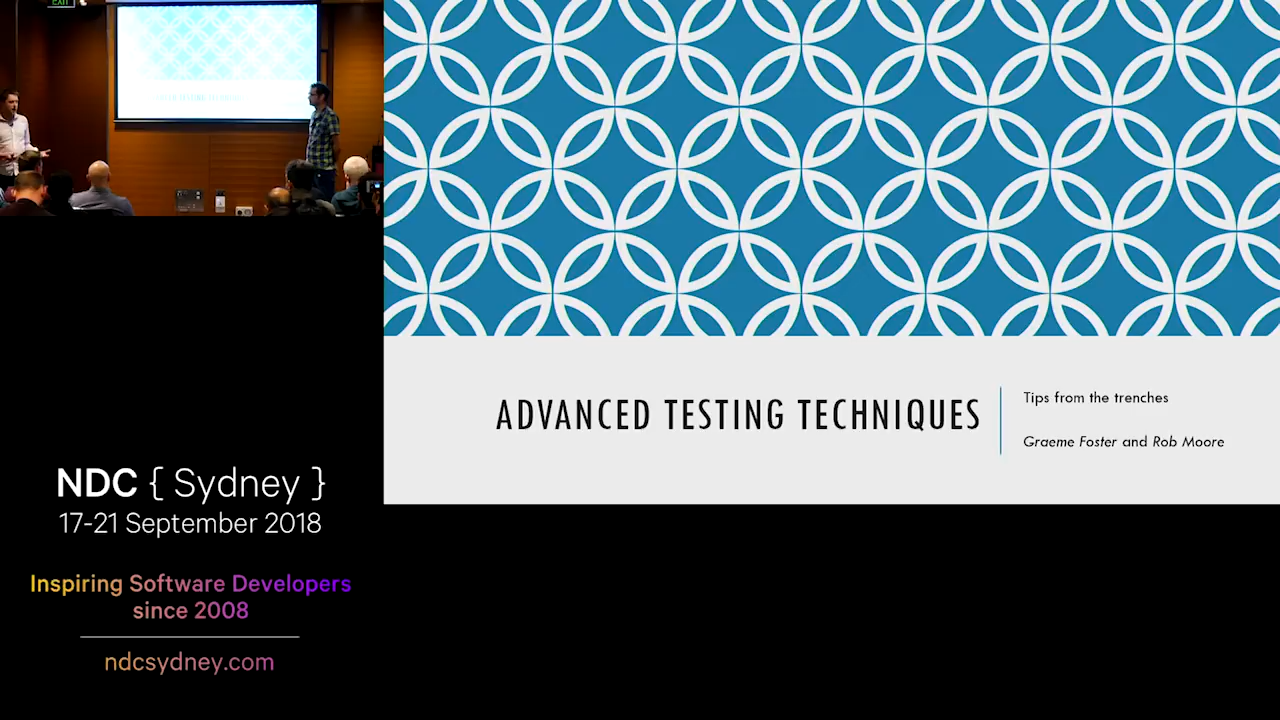 EXIT
ADVANCED TESTING TECHNIQUES
Tips from the trenches
Graeme Foster and Rob Moore
NDC { Sydney }
17-21 September 2018
Inspiring Software Developers
since 2008
ndcsydney.com